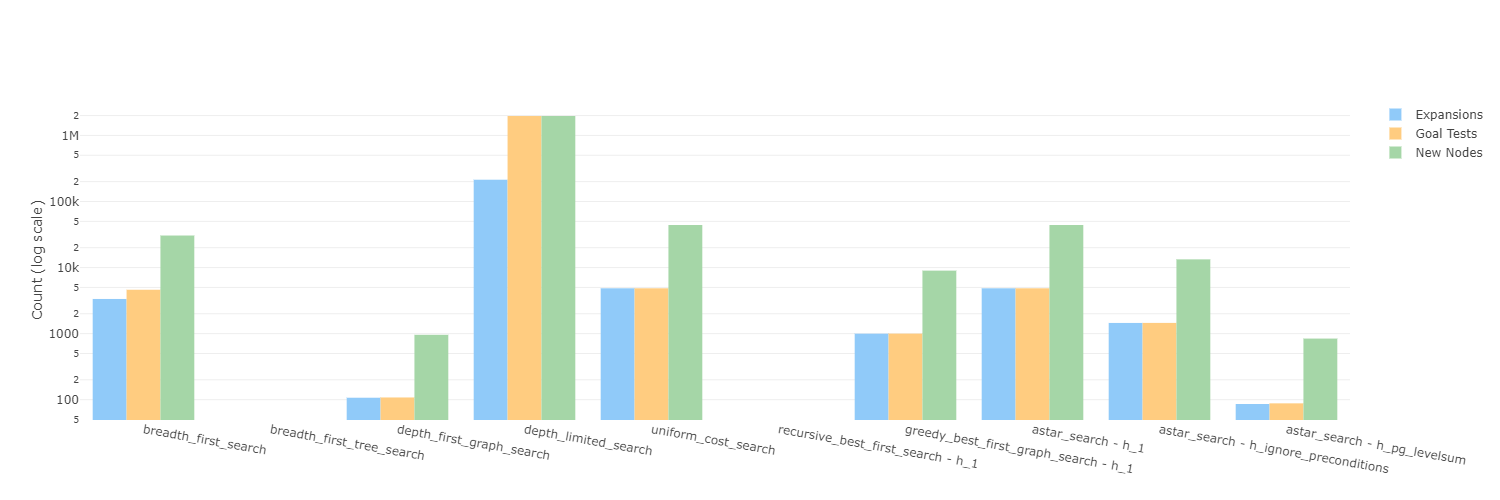 Count (log scale)
2
1M
5
2
100k
5
2
10k
5
2
1000
5
2
100
5
breadth_first_search
breadth_first_tree_search
depth_first_graph_search
depth_limited_search
uniform_cost_search
recursive_best_first_search - h_1
greedy_best_first_graph_search - h_1
astar_search - h_1
astar_search - h_ignore_preconditions
astar_search - h_pg_levelsum
Expansions
Goal Tests
New Nodes